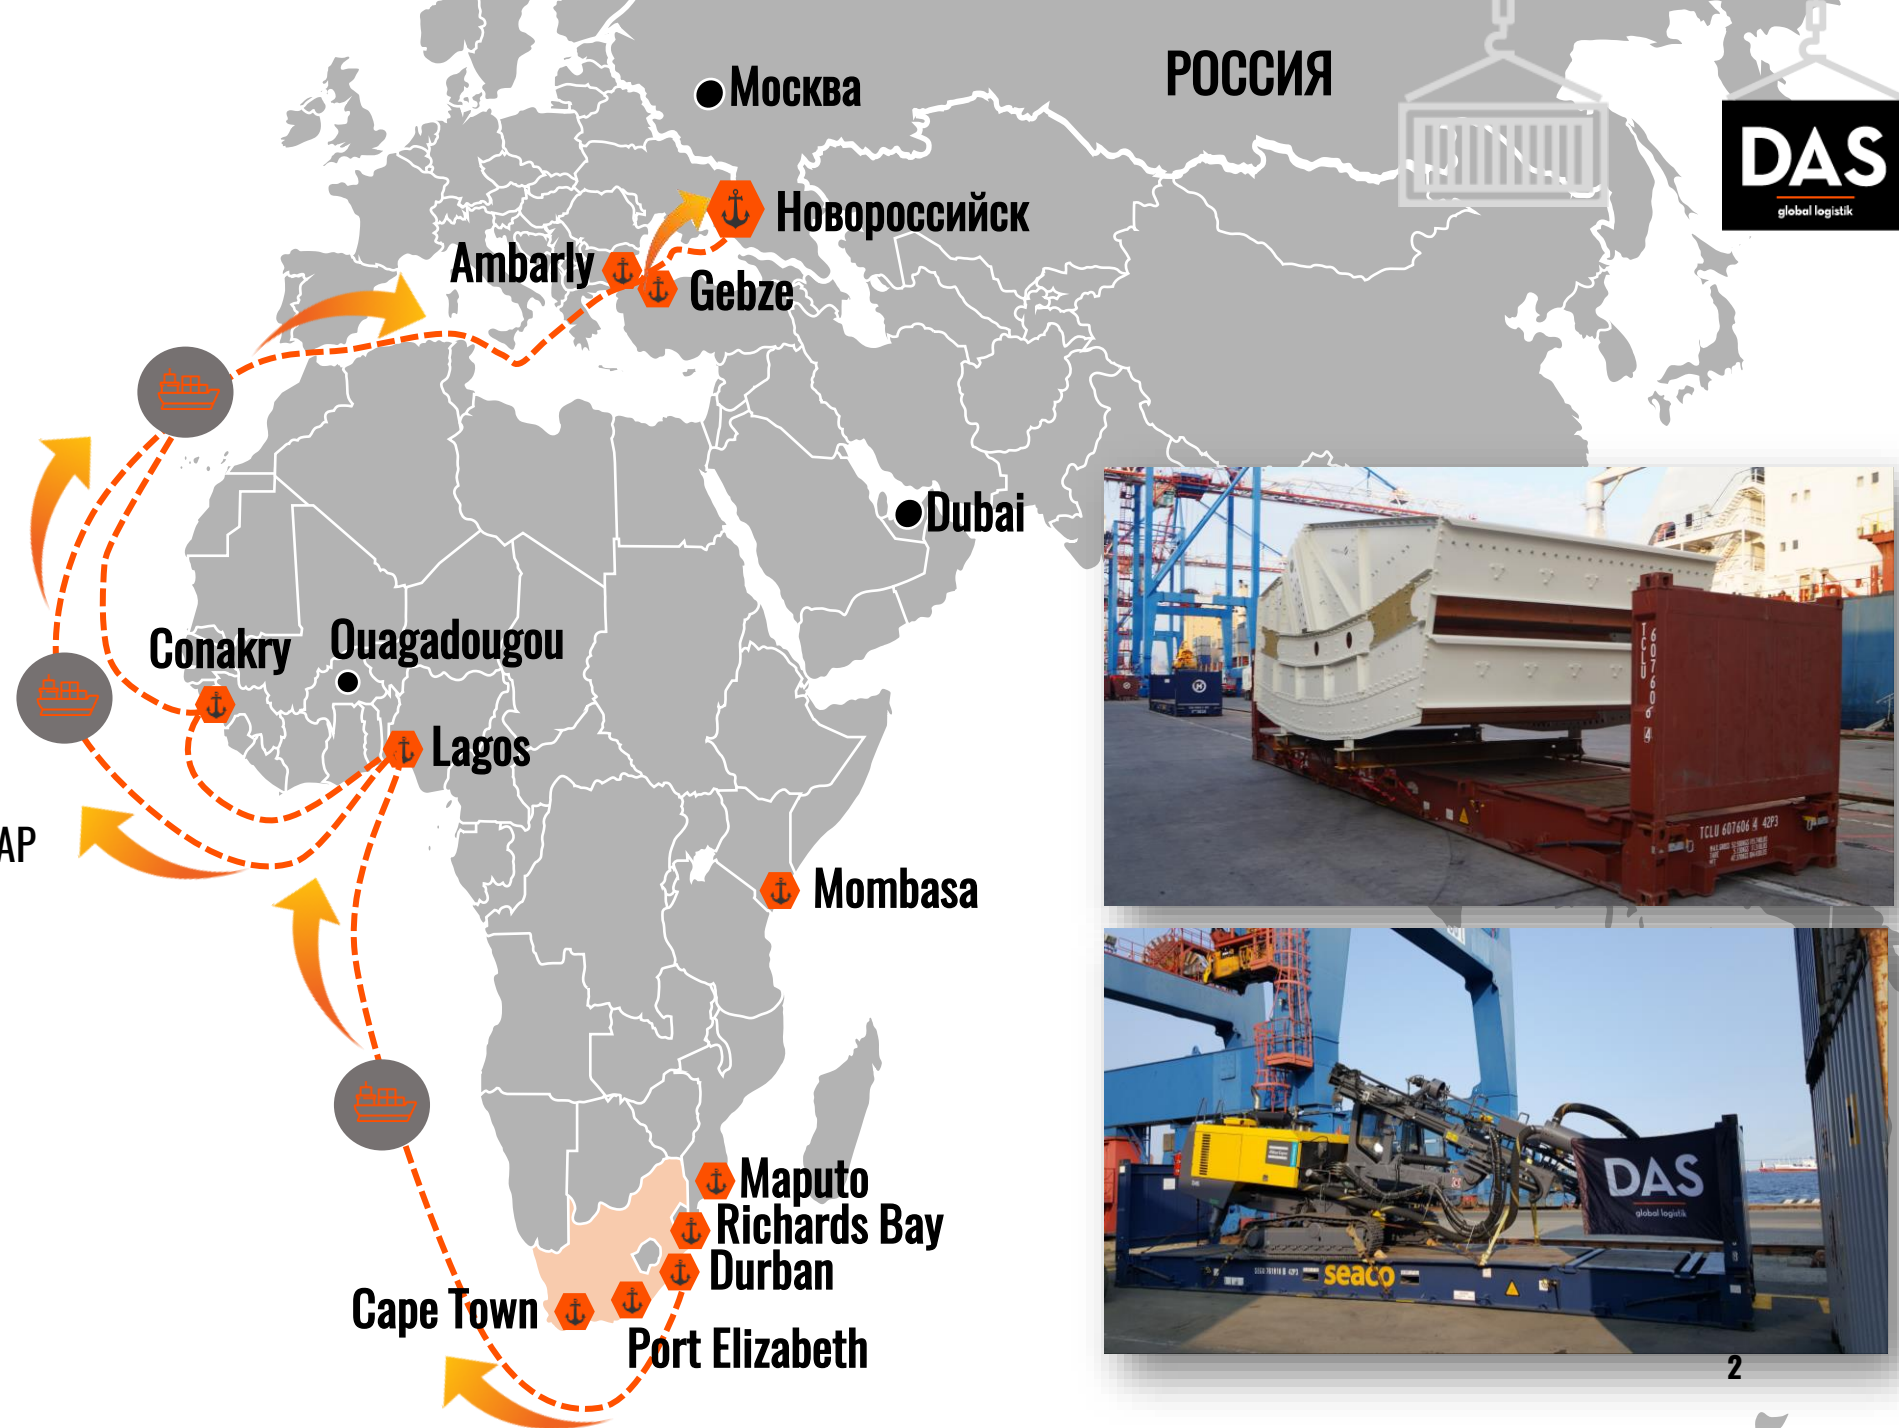 РОССИЯ
Москва
DAS
global logistik
Новороссийск
Ambarly
Gebze
Dubai
Conakry
Ouagadougou
Lagos
АР
Mombasa
TCLU
607606
4
TCLU 607606 4 42P3
Maputo
Richards Bay
Durban
Cape Town
Port Elizabeth
DAS
global logistik
seaco
2